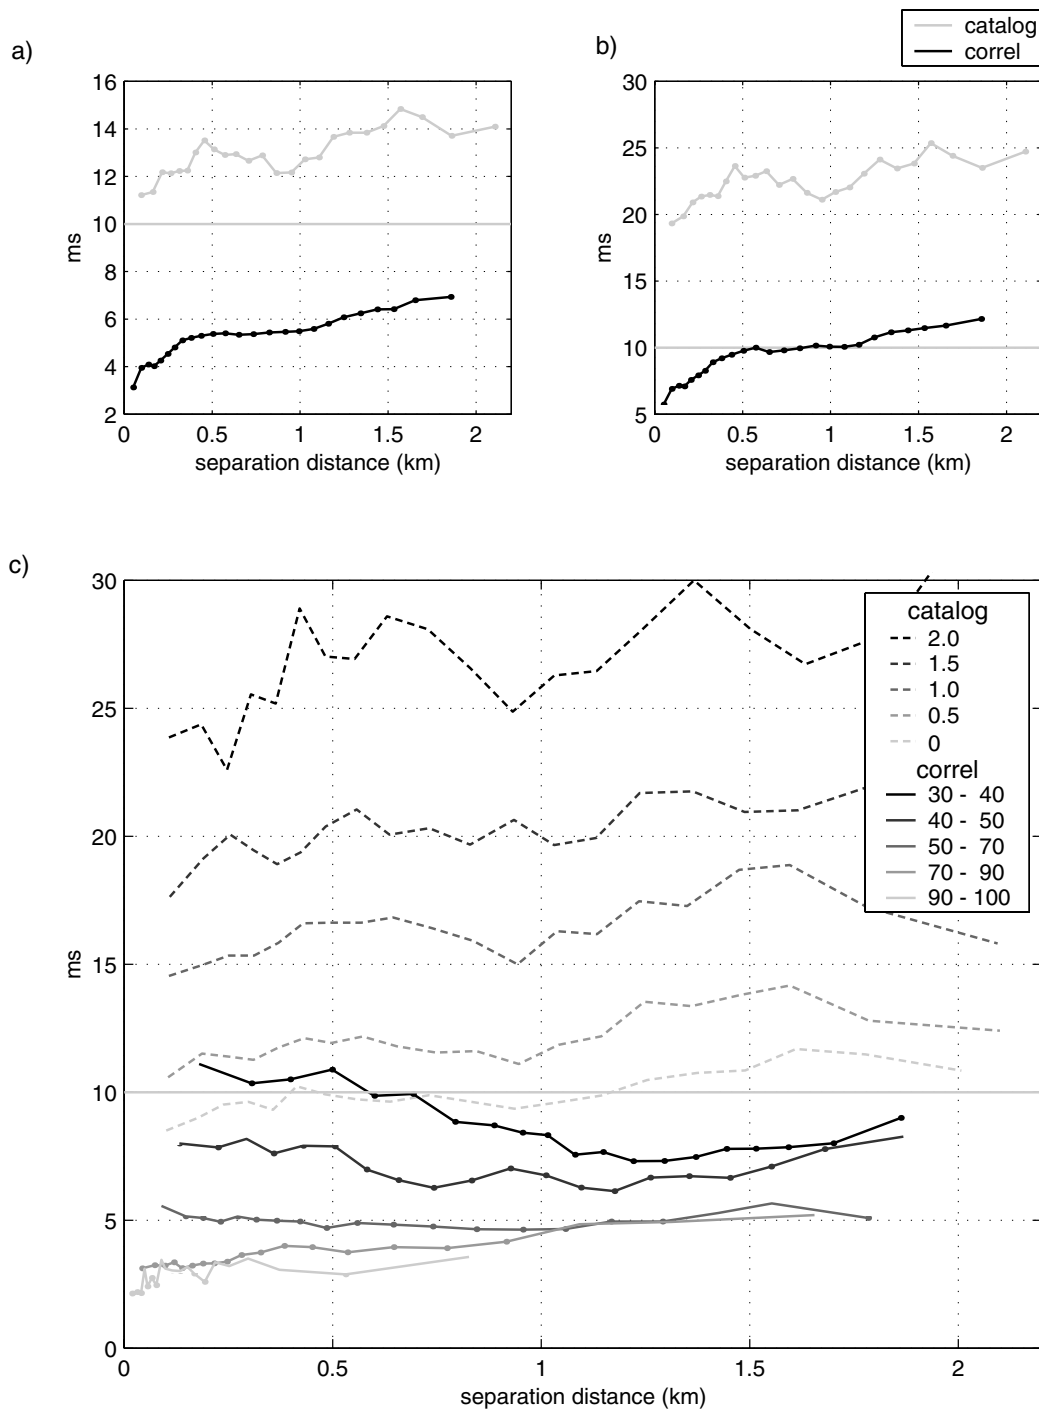 a)
16
14
12
10
8
6
4
2
ms
0 0.5 1 1.5 2
separation distance (km)
b)
catalog
correl
30
25
20
15
10
5
ms
0 0.5 1 1.5 2
separation distance (km)
c)
30
25
20
15
10
5
0
ms
0 0.5 1 1.5 2
separation distance (km)
catalog
2.0
1.5
1.0
0.5
0
correl
30 - 40
40 - 50
50 - 70
70 - 90
90 - 100